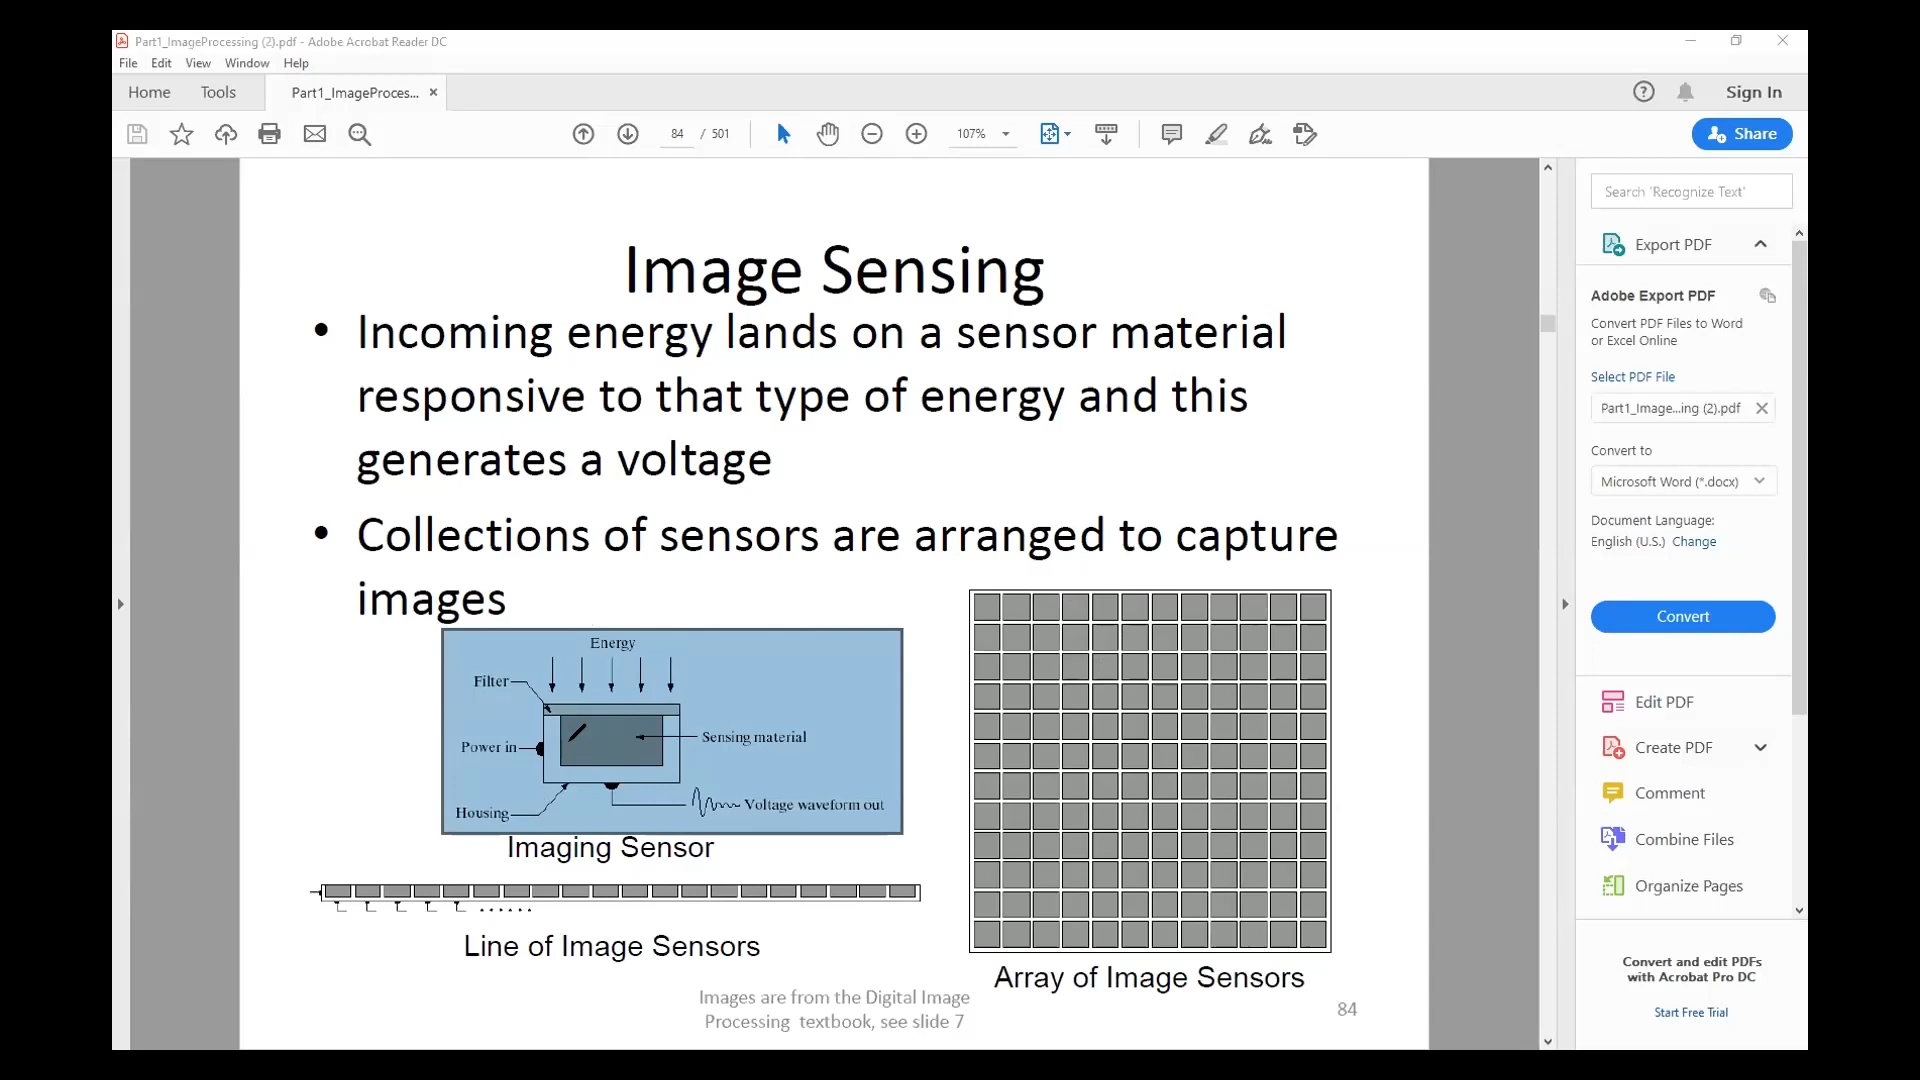 Part1_ImageProcessing (2).pdf - Adobe Acrobat Reader DC
File Edit View Window Help
Home Tools Part1_ImageProces... × Sign In
84 / 501 107% Share
Search 'Recognize Text'
Export PDF
Adobe Export PDF
Convert PDF Files to Word
or Excel Online
Select PDF File
Part1_Image...ing (2).pdf
Convert to
Microsoft Word (*.docx)
Document Language:
English (U.S.) Change
Convert
Edit PDF
Create PDF
Comment
Combine Files
Organize Pages
Convert and edit PDFs
with Acrobat Pro DC
Start Free Trial
Image Sensing
• Incoming energy lands on a sensor material
responsive to that type of energy and this
generates a voltage
• Collections of sensors are arranged to capture
images
Energy
Filter
Power in
Sensing material
Housing
Voltage waveform out
Imaging Sensor
Line of Image Sensors
Array of Image Sensors
Images are from the Digital Image
Processing textbook, see slide 7
84